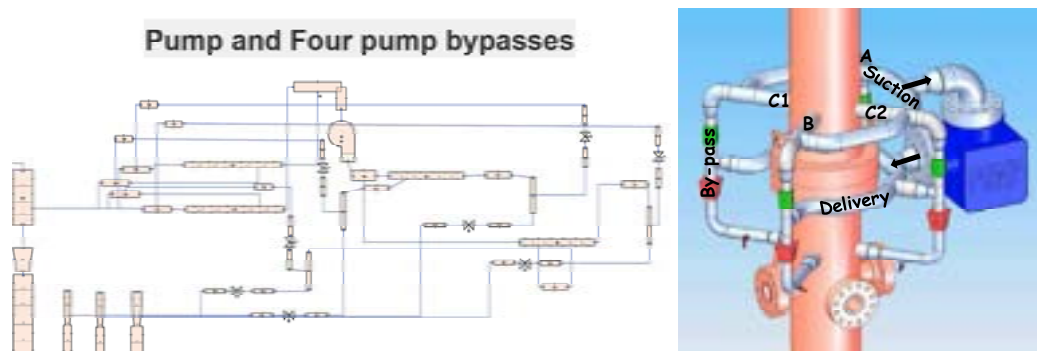 Pump and Four pump bypasses
A
Suction
C1
C2
B
By-pass
Delivery